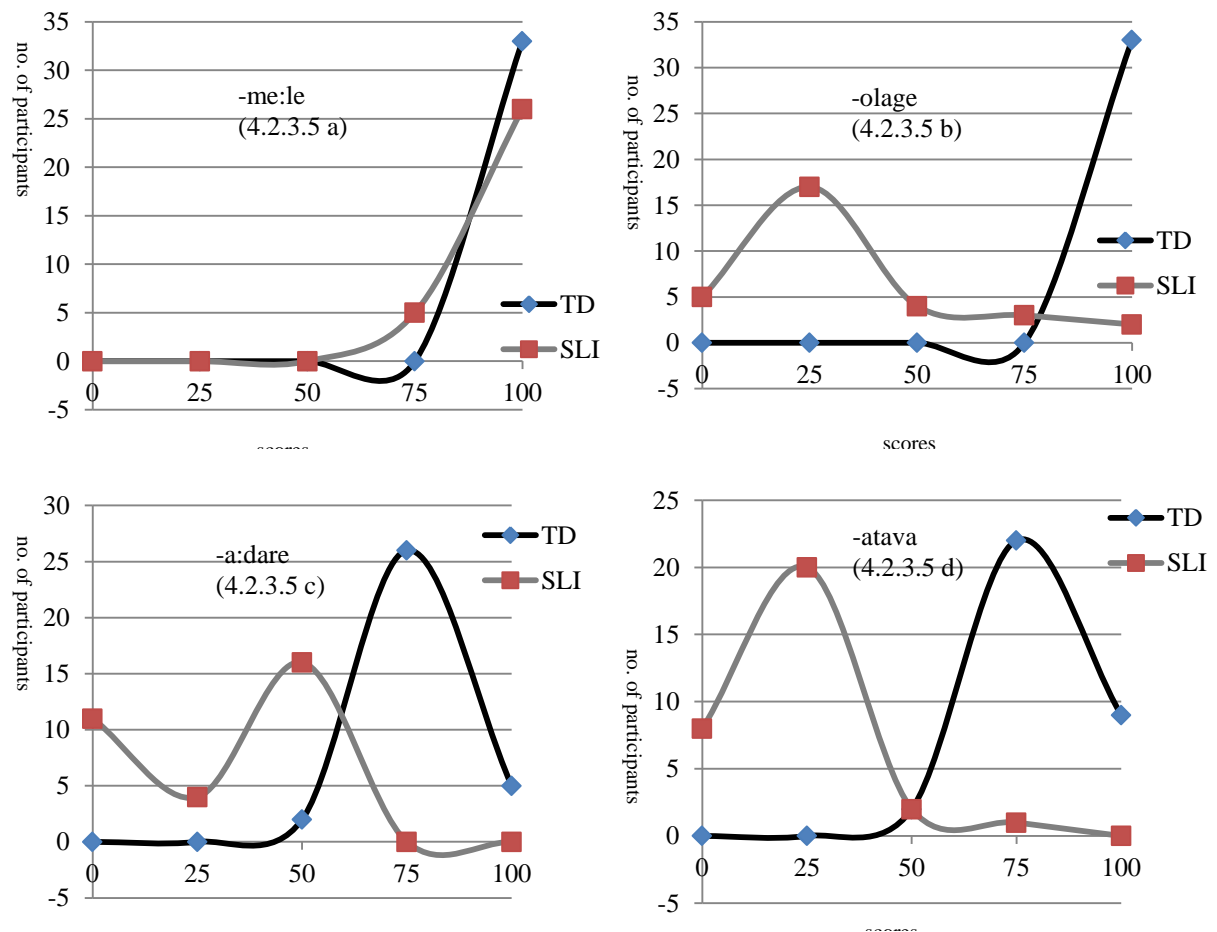 35
30
25
20
15
10
5
0
-5
no. of participants
-me:le
(4.2.3.5 a)
TD
SLI
0 25 50 75 100
35
30
25
20
15
10
5
0
-5
no. of participants
-olage
(4.2.3.5 b)
TD
SLI
0 25 50 75 100
scores
30
25
20
15
10
5
0
-5
no. of participants
-a:dare
(4.2.3.5 c)
TD
SLI
0 25 50 75 100
25
20
15
10
5
0
-5
no. of participants
-atava
(4.2.3.5 d)
TD
SLI
0 25 50 75 100